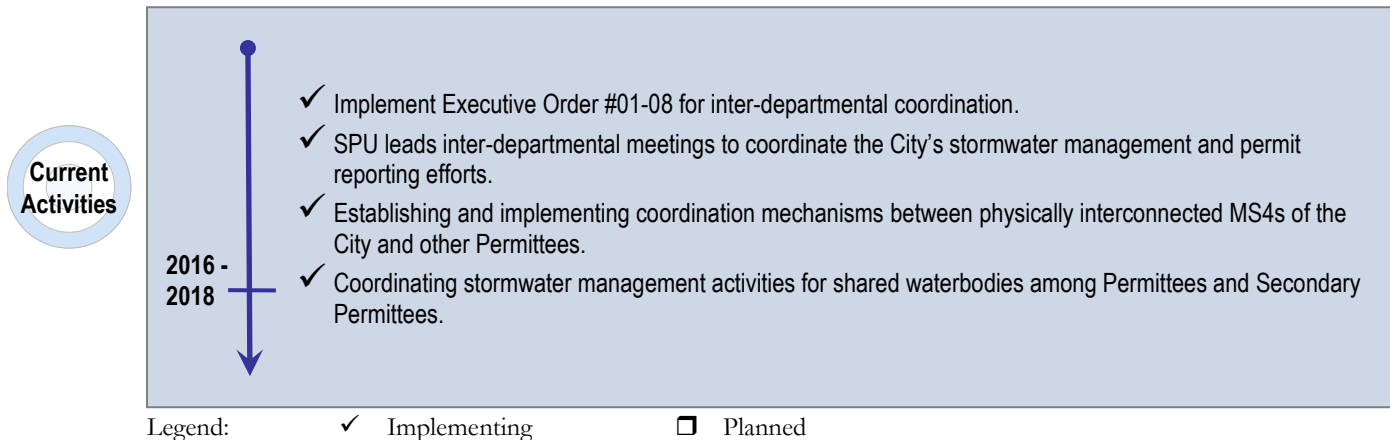 Current
Activities
2016 -
2018
✓ Implement Executive Order #01-08 for inter-departmental coordination.
✓ SPU leads inter-departmental meetings to coordinate the City's stormwater management and permit
reporting efforts.
✓ Establishing and implementing coordination mechanisms between physically interconnected MS4s of the
City and other Permittees.
✓ Coordinating stormwater management activities for shared waterbodies among Permittees and Secondary
Permittees.
Legend: ✓ Implementing ❒ Planned